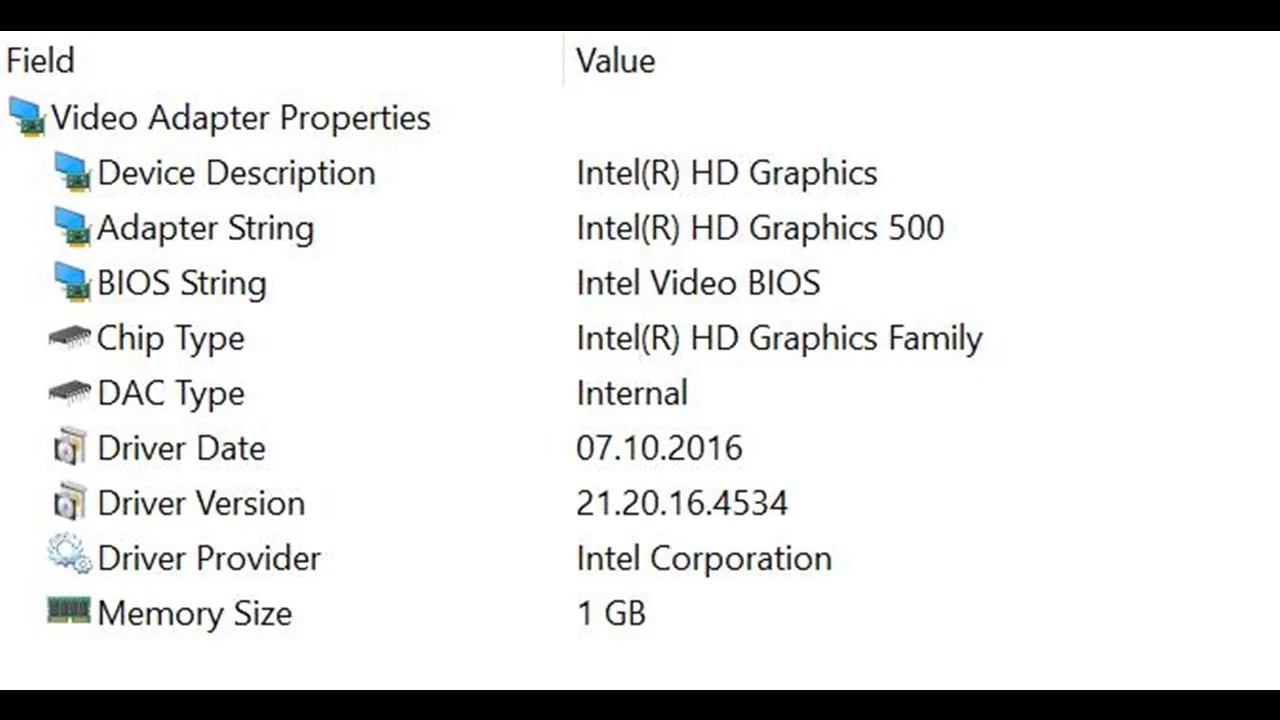 Field Value
Video Adapter Properties
Device Description Intel(R) HD Graphics
Adapter String Intel(R) HD Graphics 500
BIOS String Intel Video BIOS
Chip Type Intel(R) HD Graphics Family
DAC Type Internal
Driver Date 07.10.2016
Driver Version 21.20.16.4534
Driver Provider Intel Corporation
Memory Size 1 GB